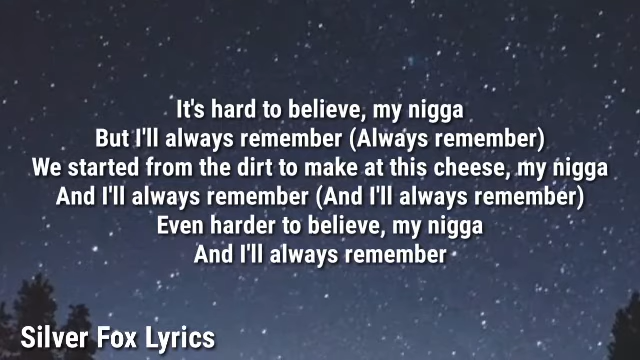 It's hard to believe, my nigga
But I'll always remember (Always remember)
We started from the dirt to make at this cheese, my nigga
And I'll always remember (And I'll always remember)
Even harder to believe, my nigga
And I'll always remember
Silver Fox Lyrics